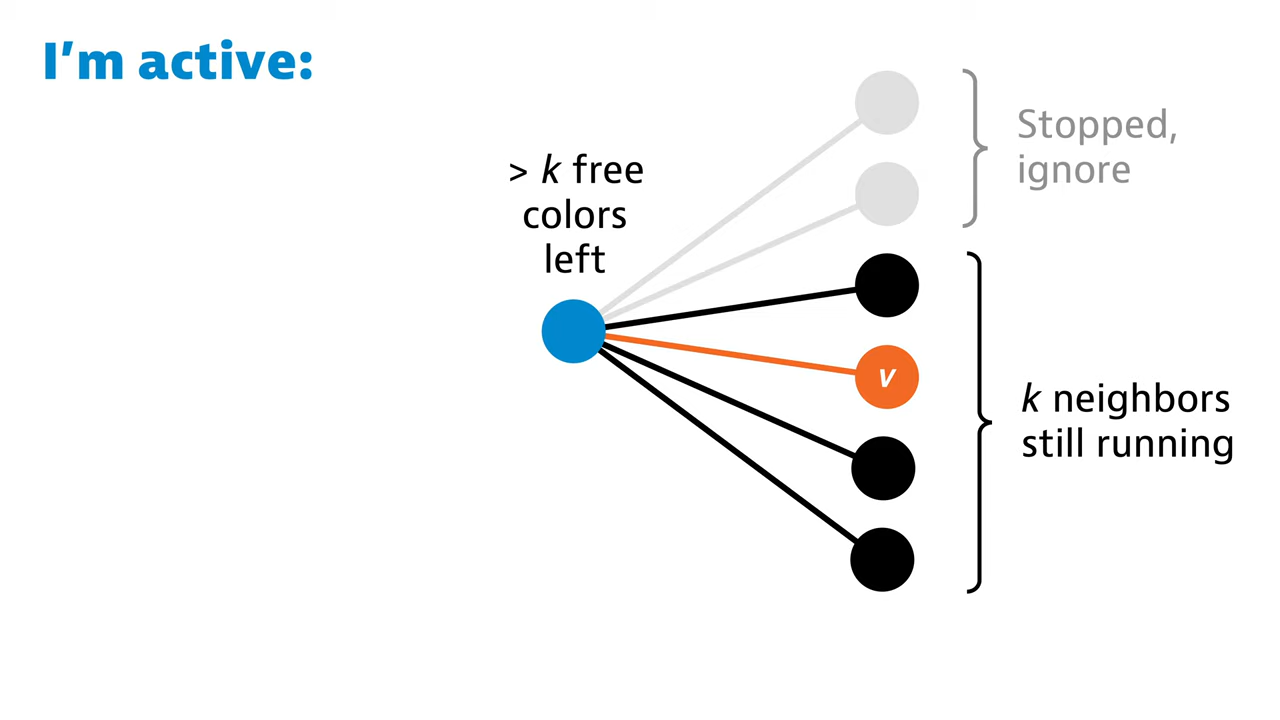 I’m active:
> k free
colors
left
Stopped,
ignore
v
k neighbors
still running